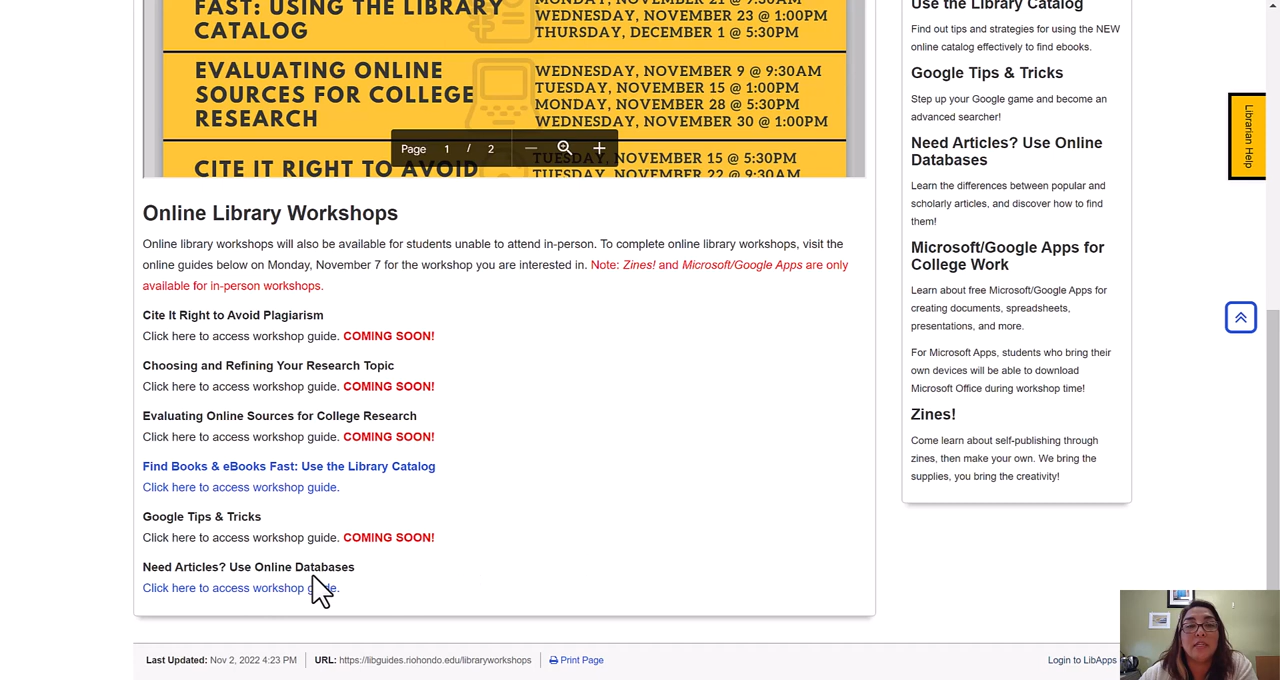 FAST: USING THE LIBRARY
CATALOG
MONDAY, NOVEMBER 21 @ 9:30AM
WEDNESDAY, NOVEMBER 23 @ 1:00PM
THURSDAY, DECEMBER 1 @ 5:30PM
EVALUATING ONLINE
SOURCES FOR COLLEGE
RESEARCH
WEDNESDAY, NOVEMBER 9 @ 9:30AM
TUESDAY, NOVEMBER 15 @ 1:00PM
MONDAY, NOVEMBER 28 @ 5:30PM
WEDNESDAY, NOVEMBER 30 @ 1:00PM
Page 1 / 2
CITE IT RIGHT TO AVOID
TUESDAY, NOVEMBER 15 @ 5:30PM
TUESDAY, NOVEMBER 22 @ 9:30AM
Online Library Workshops
Online library workshops will also be available for students unable to attend in-person. To complete online library workshops, visit the
online guides below on Monday, November 7 for the workshop you are interested in. Note: Zines! and Microsoft/Google Apps are only
available for in-person workshops.
Cite It Right to Avoid Plagiarism
Click here to access workshop guide. COMING SOON!
Choosing and Refining Your Research Topic
Click here to access workshop guide. COMING SOON!
Evaluating Online Sources for College Research
Click here to access workshop guide. COMING SOON!
Find Books & eBooks Fast: Use the Library Catalog
Click here to access workshop guide.
Google Tips & Tricks
Click here to access workshop guide. COMING SOON!
Need Articles? Use Online Databases
Click here to access workshop guide.
Use the Library Catalog
Find out tips and strategies for using the NEW
online catalog effectively to find ebooks.
Google Tips & Tricks
Step up your Google game and become an
advanced searcher!
Need Articles? Use Online
Databases
Learn the differences between popular and
scholarly articles, and discover how to find
them!
Microsoft/Google Apps for
College Work
Learn about free Microsoft/Google Apps for
creating documents, spreadsheets,
presentations, and more.
For Microsoft Apps, students who bring their
own devices will be able to download
Microsoft Office during workshop time!
Zines!
Come learn about self-publishing through
zines, then make your own. We bring the
supplies, you bring the creativity!
Librarian Help
Last Updated: Nov 2, 2022 4:23 PM
URL: https://libguides.riohondo.edu/libraryworkshops
Print Page
Login to LibApps